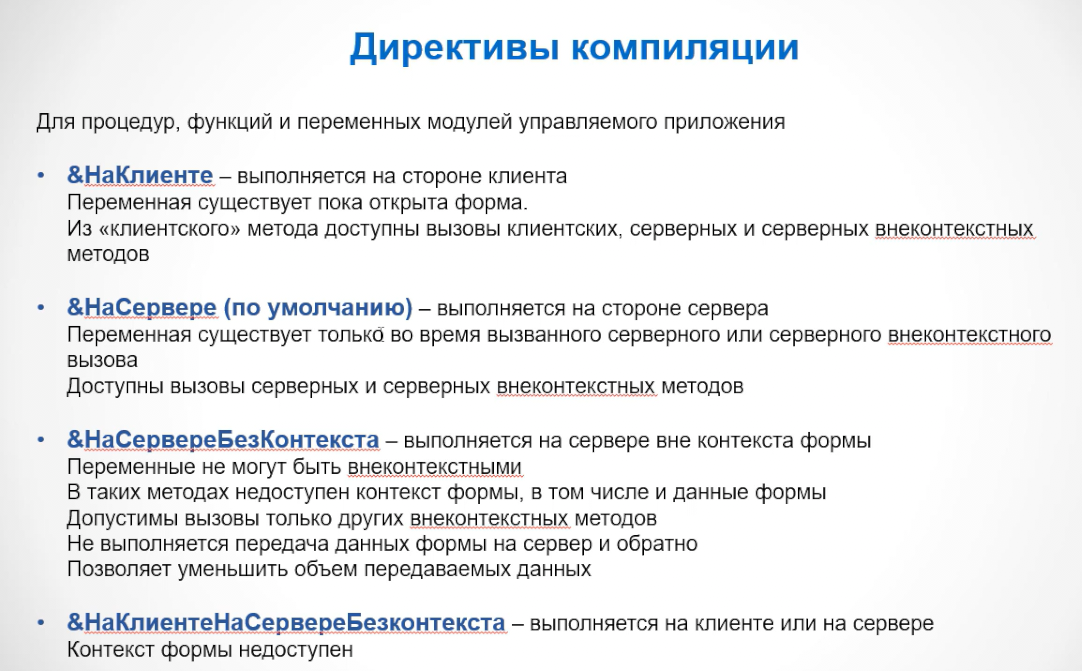 Директивы компиляции
Для процедур, функций и переменных модулей управляемого приложения
• &НаКлиенте – выполняется на стороне клиента
Переменная существует пока открыта форма.
Из «клиентского» метода доступны вызовы клиентских, серверных и серверных внеконтекстных
методов
• &НаСервере (по умолчанию) – выполняется на стороне сервера
Переменная существует только во время вызванного серверного или серверного внеконтекстного
вызова
Доступны вызовы серверных и серверных внеконтекстных методов
• &НаСервереБезКонтекста – выполняется на сервере вне контекста формы
Переменные не могут быть внеконтекстными
В таких методах недоступен контекст формы, в том числе и данные формы
Допустимы вызовы только других внеконтекстных методов
Не выполняется передача данных формы на сервер и обратно
Позволяет уменьшить объем передаваемых данных
• &НаКлиентеНаСервереБезконтекста – выполняется на клиенте или на сервере
Контекст формы недоступен